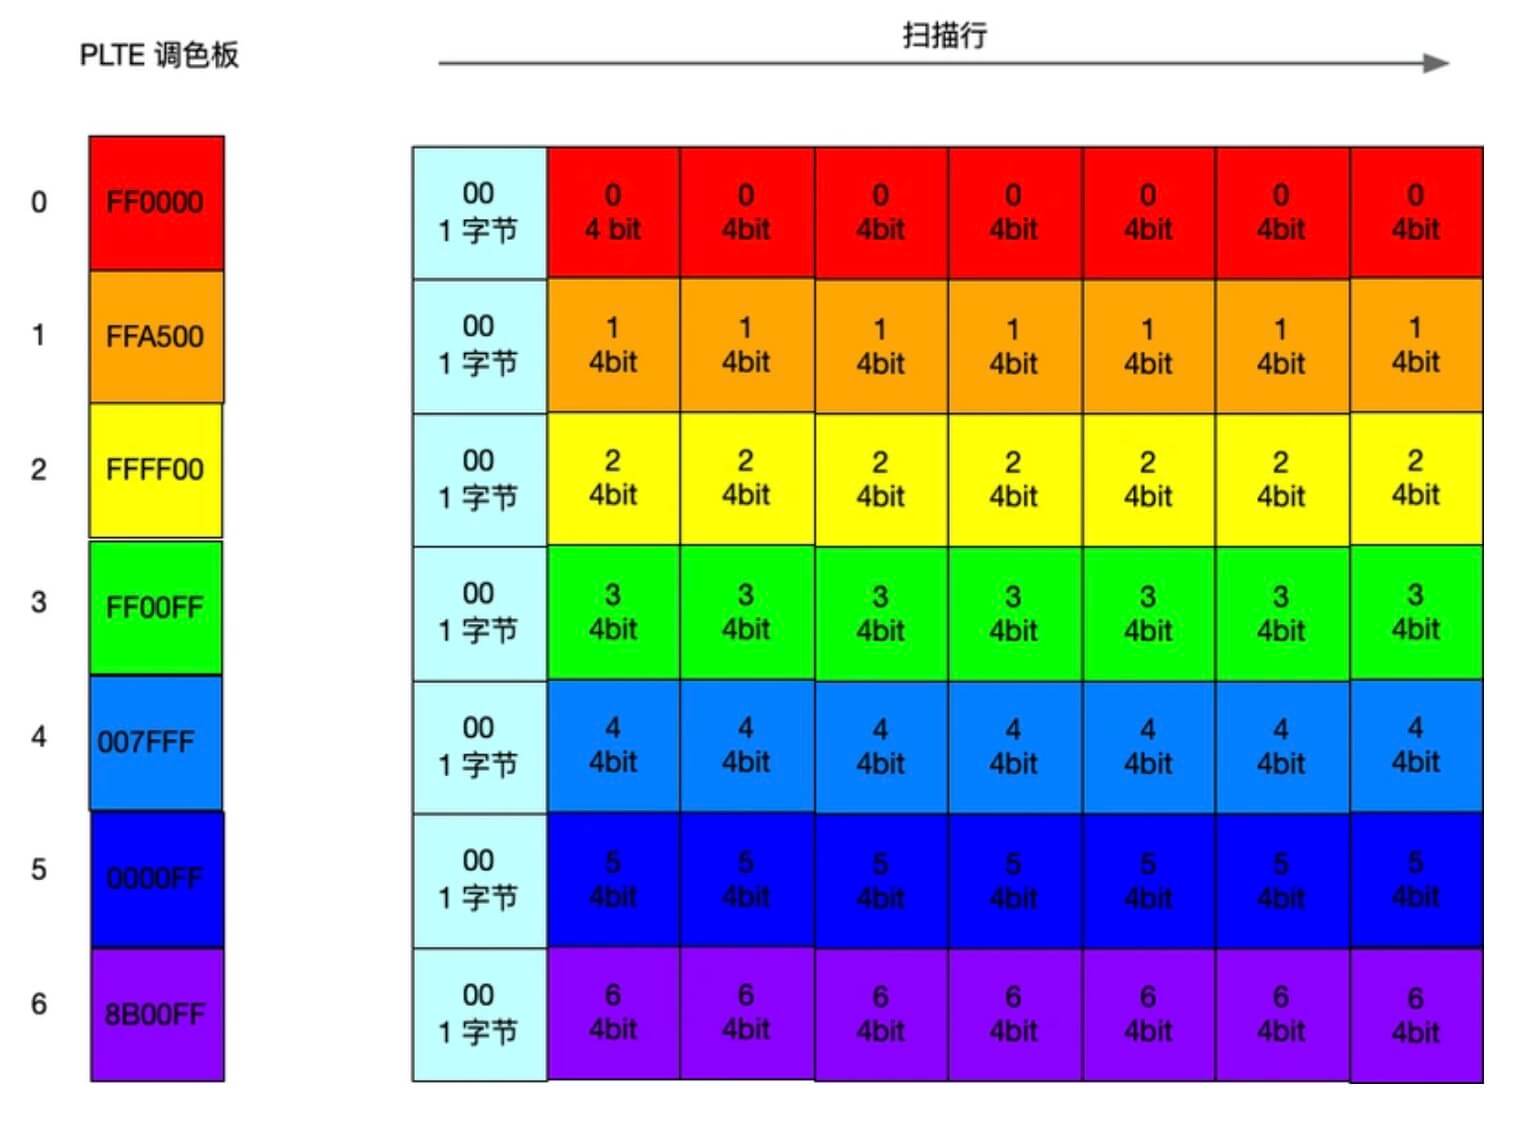 PLTE 调色板
扫描行
0
FF0000
00 0 0 0 0 0 0 0
1 字节 4 bit 4bit 4bit 4bit 4bit 4bit 4bit
1
FFA500
00 1 1 1 1 1 1 1
1 字节 4bit 4bit 4bit 4bit 4bit 4bit 4bit
2
FFFF00
00 2 2 2 2 2 2 2
1 字节 4bit 4bit 4bit 4bit 4bit 4bit 4bit
3
FF00FF
00 3 3 3 3 3 3 3
1 字节 4bit 4bit 4bit 4bit 4bit 4bit 4bit
4
007FFF
00 4 4 4 4 4 4 4
1 字节 4bit 4bit 4bit 4bit 4bit 4bit 4bit
5
0000FF
00 5 5 5 5 5 5 5
1 字节 4bit 4bit 4bit 4bit 4bit 4bit 4bit
6
8B00FF
00 6 6 6 6 6 6 6
1 字节 4bit 4bit 4bit 4bit 4bit 4bit 4bit